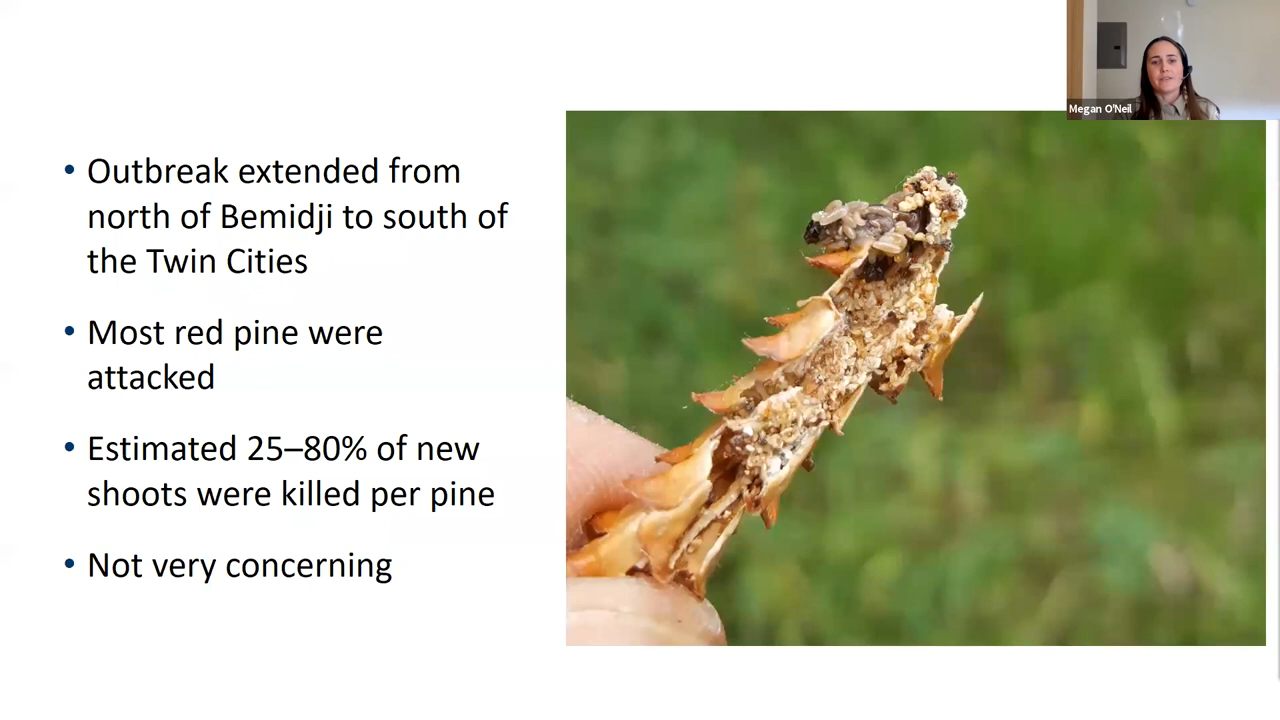 Megan O'Neil
• Outbreak extended from
north of Bemidji to south of
the Twin Cities
• Most red pine were
attacked
• Estimated 25–80% of new
shoots were killed per pine
• Not very concerning